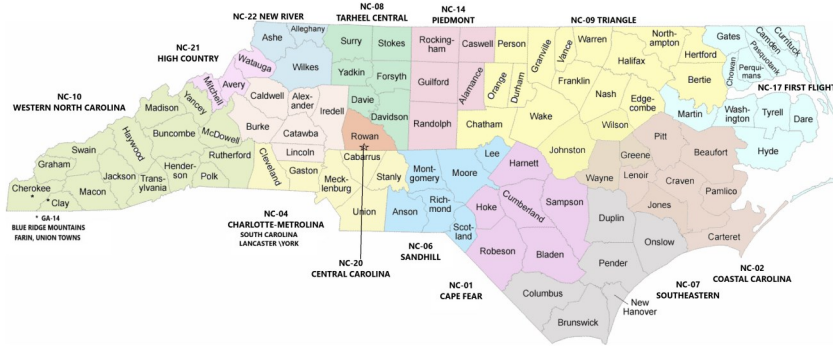 NC-22 NEW RIVER
NC-08
TARHEEL CENTRAL
NC-14
PIEDMONT
NC-09 TRIANGLE
NC-21
HIGH COUNTRY
NC-10
WESTERN NORTH CAROLINA
NC-17 FIRST FLIGHT
Ashe
Alleghany
Wilkes
Watauga
Mitchell
Avery
Surry
Stokes
Yadkin
Forsyth
Davie
Davidson
Rocking-
ham
Caswell
Guilford
Alamance
Randolph
Person
Granville
Vance
Warren
North-
ampton
Halifax
Hertford
Bertie
Orange
Durham
Franklin
Nash
Edge-
combe
Wake
Wilson
Chatham
Johnston
Gates
Chowan
Perqui-
mans
Pasquotank
Camden
Currituck
Martin
Wash-
ington
Tyrell
Dare
Hyde
Caldwell
Alex-
ander
Iredell
Burke
Catawba
Lincoln
Rowan
Madison
Yancey
McDowell
Buncombe
Haywood
Swain
Graham
Cherokee
*
* Clay
Macon
Jackson
Trans-
ylvania
Hender-
son
Polk
Rutherford
Cleveland
Gaston
Meck-
lenburg
Cabarrus
Stanly
Union
Mont-
gomery
Moore
Lee
Rich-
mond
Anson
Scot-
land
Harnett
Hoke
Cumberland
Sampson
Robeson
Bladen
Wayne
Greene
Pitt
Lenoir
Craven
Beaufort
Pamlico
Jones
Carteret
Duplin
Onslow
Pender
Columbus
Brunswick
New
Hanover
* GA-14
BLUE RIDGE MOUNTAINS
FARIN, UNION TOWNS
NC-04
CHARLOTTE-METROLINA
SOUTH CAROLINA
LANCASTER \YORK
NC-20
CENTRAL CAROLINA
NC-06
SANDHILL
NC-01
CAPE FEAR
NC-07
SOUTHEASTERN
NC-02
COASTAL CAROLINA